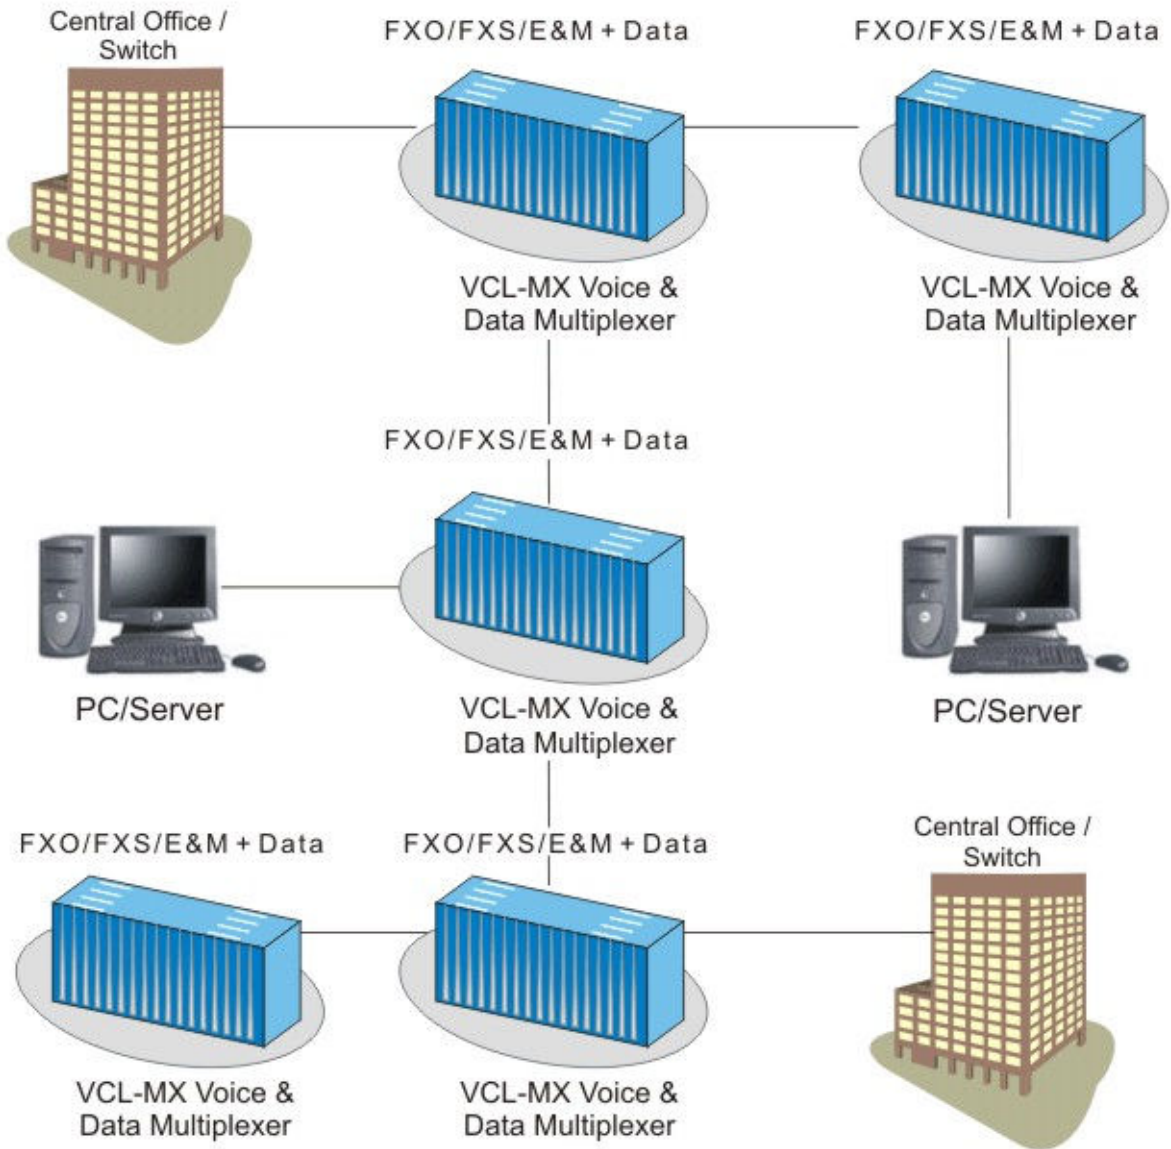 Central Office /
Switch
FXO/FXS/E&M + Data
FXO/FXS/E&M + Data
VCL-MX Voice &
Data Multiplexer
VCL-MX Voice &
Data Multiplexer
FXO/FXS/E&M + Data
PC/Server
VCL-MX Voice &
Data Multiplexer
PC/Server
FXO/FXS/E&M + Data
FXO/FXS/E&M + Data
Central Office /
Switch
VCL-MX Voice &
Data Multiplexer
VCL-MX Voice &
Data Multiplexer